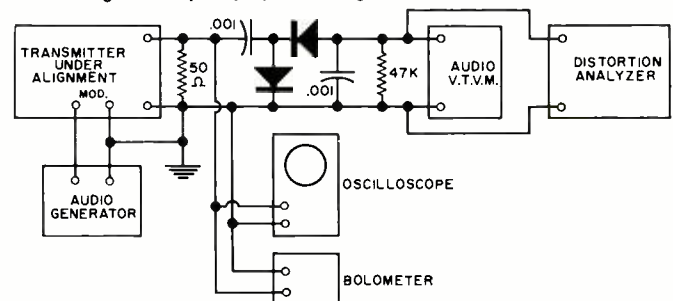 .001
TRANSMITTER
UNDER
ALIGNMENT
MOD.
50
Ω
.001
47K
AUDIO
V.T.V.M.
DISTORTION
ANALYZER
AUDIO
GENERATOR
OSCILLOSCOPE
BOLOMETER